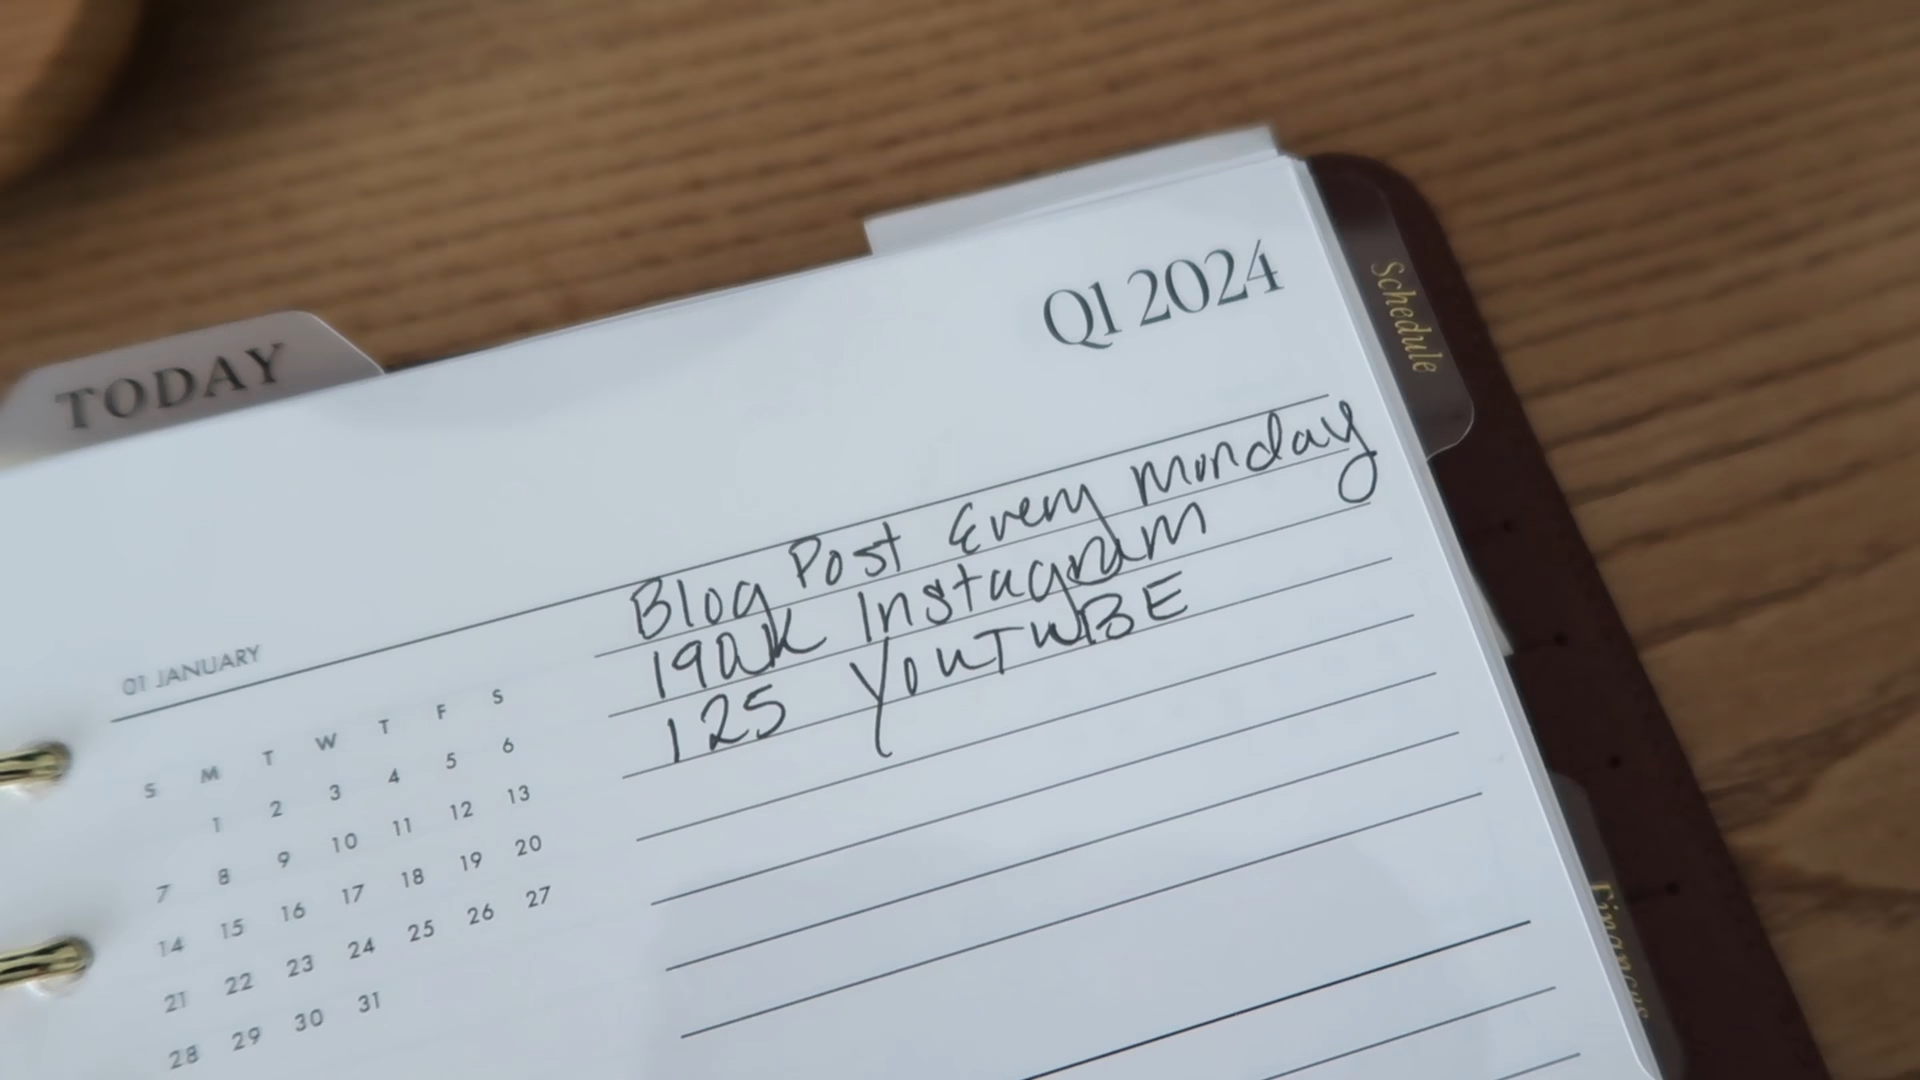 Schedule
Q1 2024
TODAY
Blog Post Every Monday
190K Instagram
125 YOUTUBE
01 JANUARY
S M T W T F S
1 2 3 4 5 6
7 8 9 10 11 12 13
14 15 16 17 18 19 20
21 22 23 24 25 26 27
28 29 30 31
Finances